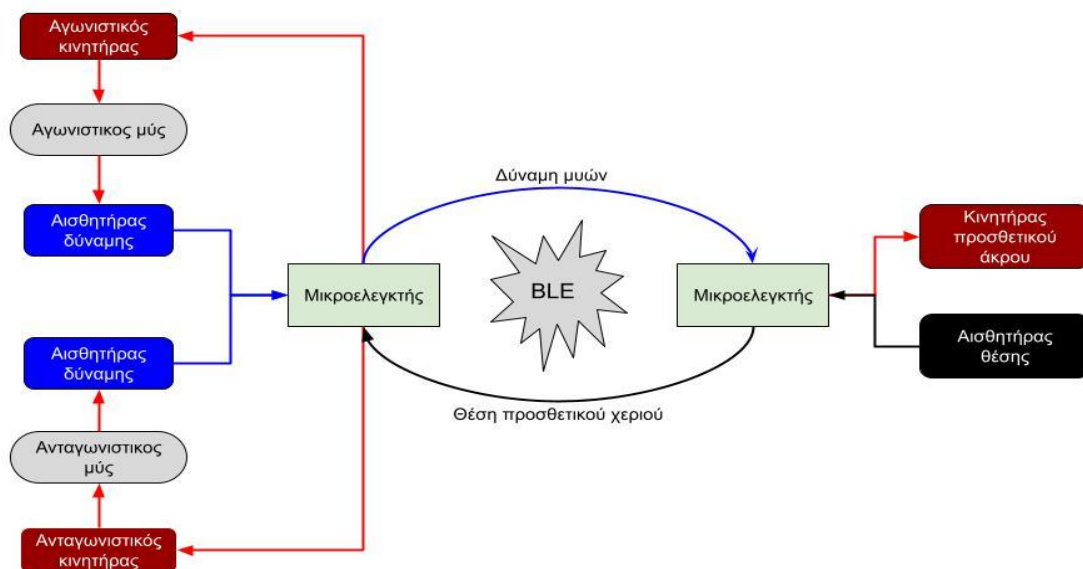 Αγωνιστικός
κινητήρας
Αγωνιστικος μύς
Αισθητήρας
δύναμης
Αισθητήρας
δύναμης
Ανταγωνιστικος
μύς
Ανταγωνιστικός
κινητήρας
Μικροελεγκτής
Δύναμη μυών
BLE
Θέση προσθετικού χεριού
Μικροελεγκτής
Κινητήρας
προσθετικού
άκρου
Αισθητήρας
θέσης